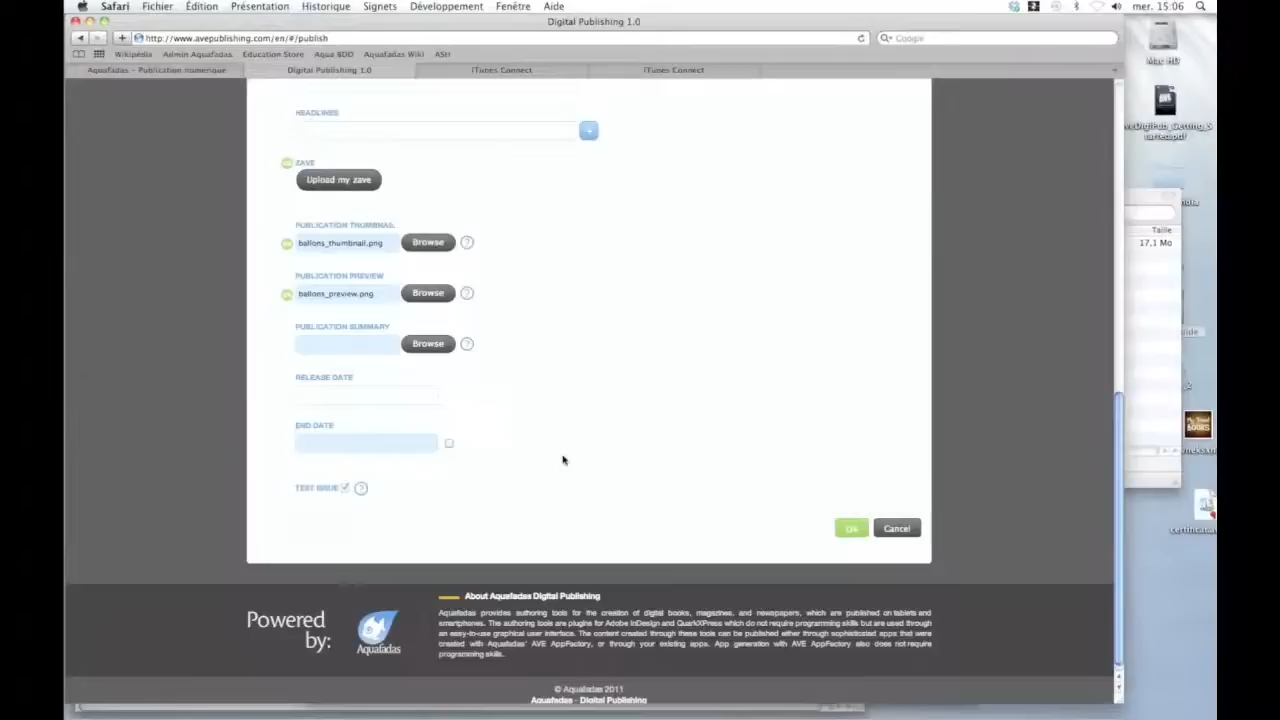 Safari Fichier Édition Présentation Historique Signets Développement Fenêtre Aide mer. 15:06
Digital Publishing 1.0
http://www.avepublishing.com/en/#/publish Google
Wikipédia Admin Aquafadas Education Store Aqua BDD Aquafadas Wiki ASH
Aquafadas - Publication numérique Digital Publishing 1.0 iTunes Connect iTunes Connect
Mac HD
HEADLINES
ZAVE
Upload my zave
Taille
17,1 Mo
PUBLICATION THUMBNAIL
ballons_thumbnail.png Browse ?
PUBLICATION PREVIEW
ballons_preview.png Browse ?
PUBLICATION SUMMARY
Browse ?
RELEASE DATE
END DATE
TEST ISSUE ?
Ok Cancel
Powered by:
Aquafadas
About Aquafadas Digital Publishing
Aquafadas provides authoring tools for the creation of digital books, magazines, and newspapers, which are published on tablets and
smartphones. The authoring tools are plugins for Adobe InDesign and QuarkXPress which do not require programming skills but are used through
an easy-to-use graphical user interface. The content created through these tools can be published either through sophisticated apps that were
created with Aquafadas' AVE AppFactory, or through your existing apps. App generation with AVE AppFactory also does not require
programming skills.
© Aquafadas 2011
Aquafadas - Digital Publishing